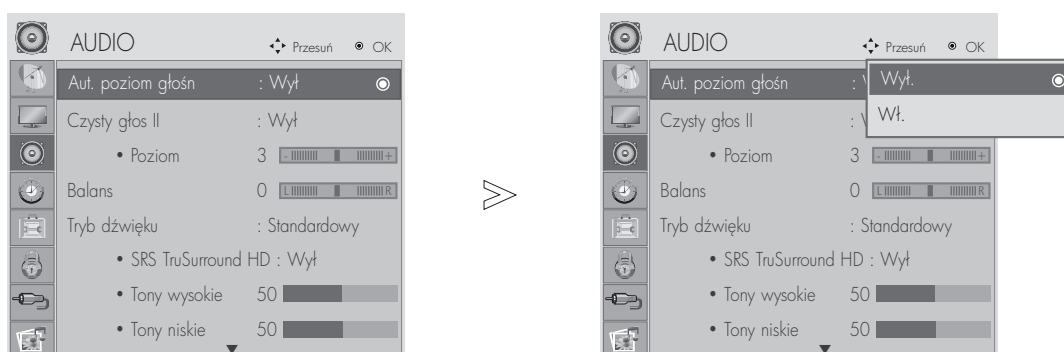 AUDIO Przesuń OK
Aut. poziom głośn : Wył
Czysty głos II : Wył
• Poziom 3 - +
Balans 0 L R
Tryb dźwięku : Standardowy
• SRS TruSurround HD : Wył
• Tony wysokie 50
• Tony niskie 50
>
AUDIO Przesuń OK
Aut. poziom głośn :
Wył.
Wł.
Czysty głos II :
• Poziom 3 - +
Balans 0 L R
Tryb dźwięku : Standardowy
• SRS TruSurround HD : Wył
• Tony wysokie 50
• Tony niskie 50